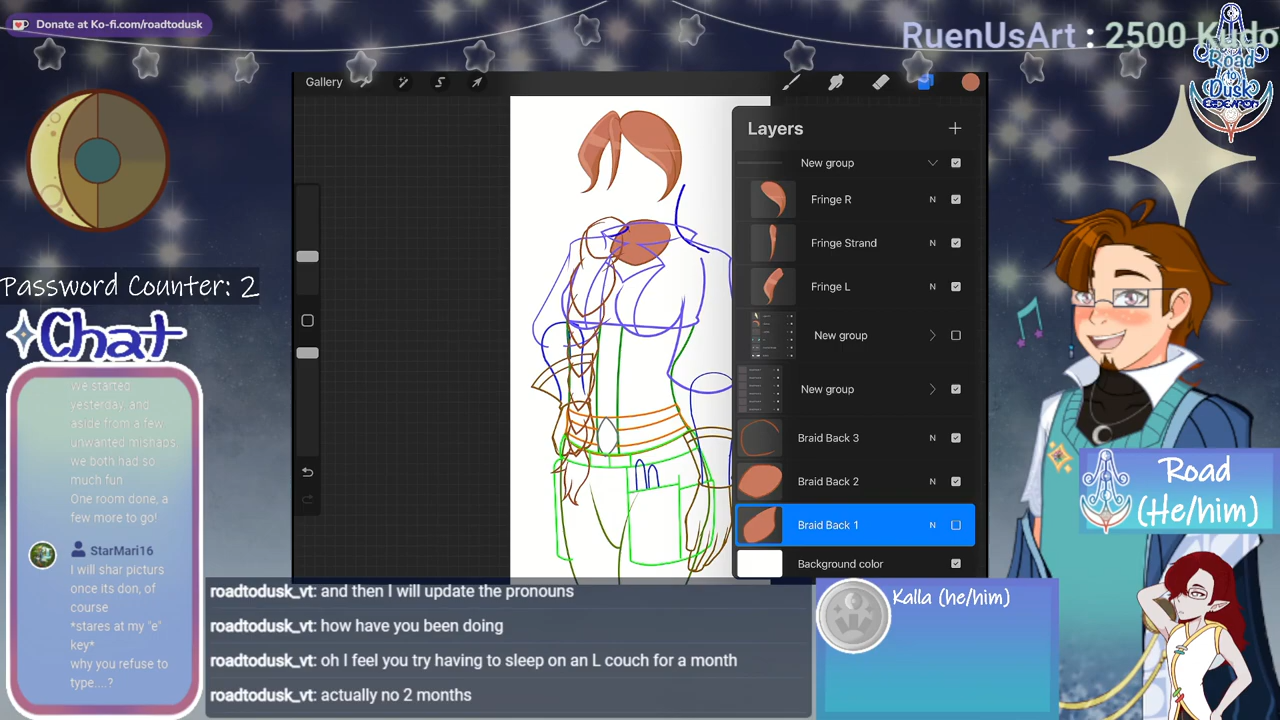 Donate at Ko-fi.com/roadtodusk
RuenUsArt : 2500 Kudo
Road
to
Dusk
Gallery
Layers
New group
Fringe R
N
Fringe Strand
N
Fringe L
N
New group
New group
Braid Back 3
N
Braid Back 2
N
Braid Back 1
N
Background color
Password Counter: 2
Chat
We started
yesterday, and
aside from a few
unwanted mishaps
we both had so
much fun
One room done, a
few more to go!
StarMari16
I will shar picturs
once its don, of
course
*stares at my "e"
key*
why you refuse to
type....?
roadtodusk_vt: and then I will update the pronouns
roadtodusk_vt: how have you been doing
roadtodusk_vt: oh I feel you try having to sleep on an L couch for a month
roadtodusk_vt: actually no 2 months
Road
(He/him)
Kalla (he/him)